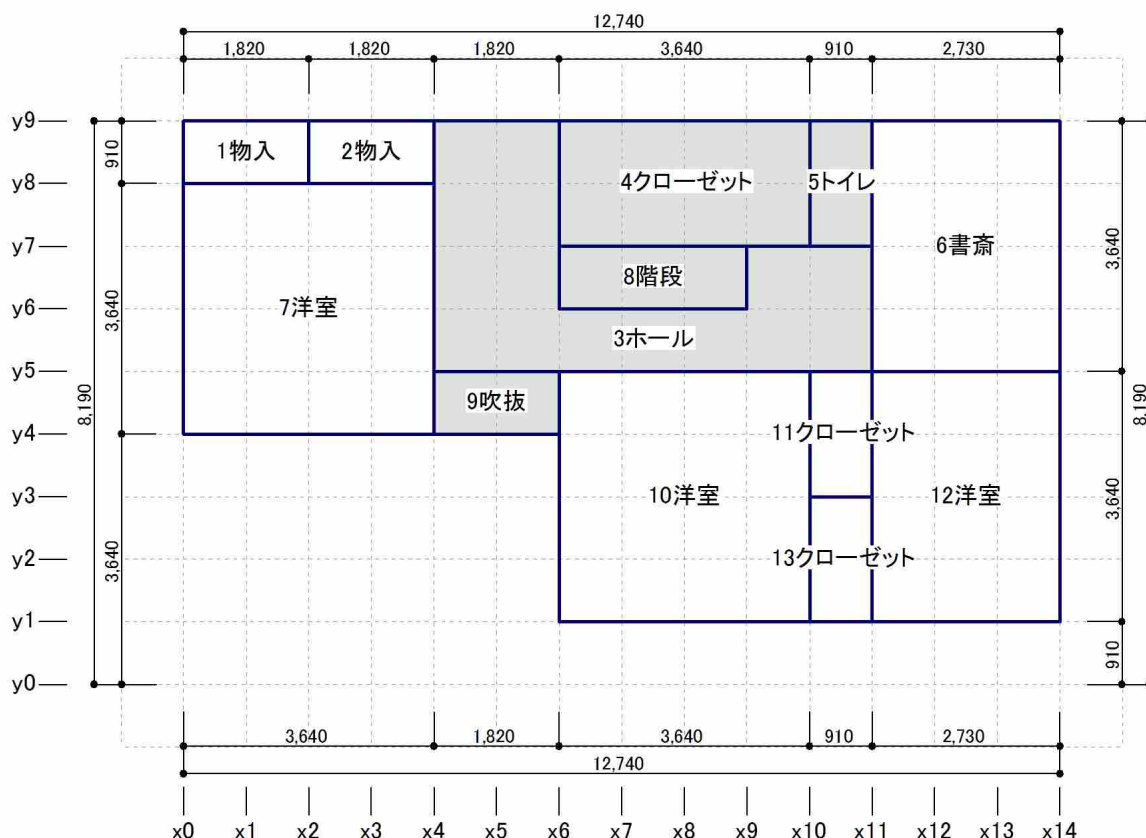 12,740
1,820 1,820 1,820 3,640 910 2,730
y9
y8
y7
y6
y5
y4
y3
y2
y1
y0
8,190
910
3,640
3,640
1物入
2物入
4クローゼット
5トイレ
6書斎
8階段
7洋室
3ホール
9吹抜
11クローゼット
10洋室
12洋室
13クローゼット
3,640
3,640
910
8,190
3,640 1,820 3,640 910 2,730
12,740
x0 x1 x2 x3 x4 x5 x6 x7 x8 x9 x10 x11 x12 x13 x14